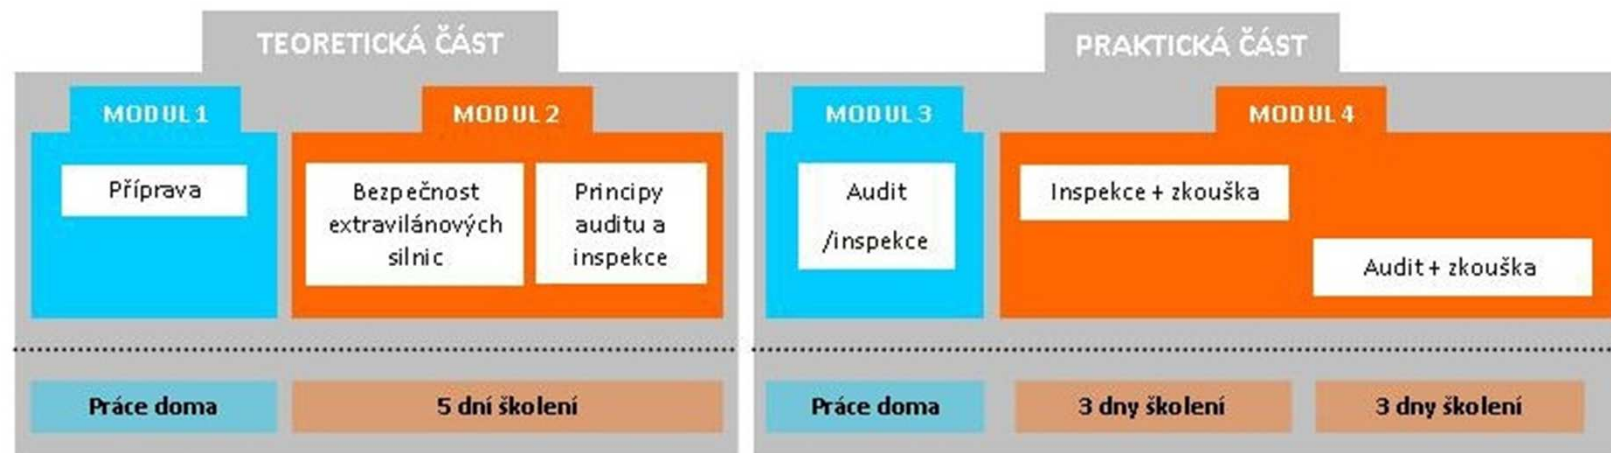 TEORETICKÁ ČÁST
MODUL 1
Příprava
MODUL 2
Bezpečnost
extravilánových
silnic
Principy
auditu a
inspekce
Práce doma
5 dní školení
PRAKTICKÁ ČÁST
MODUL 3
Audit
/inspekce
MODUL 4
Inspekce + zkouška
Audit + zkouška
Práce doma
3 dny školení
3 dny školení